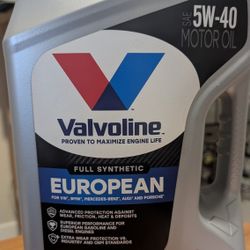 SAE 5W-40
MOTOR OIL
Valvoline™
PROVEN TO MAXIMIZE ENGINE LIFE
FULL SYNTHETIC
EUROPEAN
FOR VW®, BMW®, MERCEDES-BENZ®, AUDI® AND PORSCHE®
ADVANCED PROTECTION AGAINST
WEAR, FRICTION, HEAT & DEPOSITS
SUPERIOR PERFORMANCE FOR
EUROPEAN GASOLINE AND
DIESEL ENGINES
EXTRA WEAR PROTECTION VS
INDUSTRY AND OEM STANDARDS